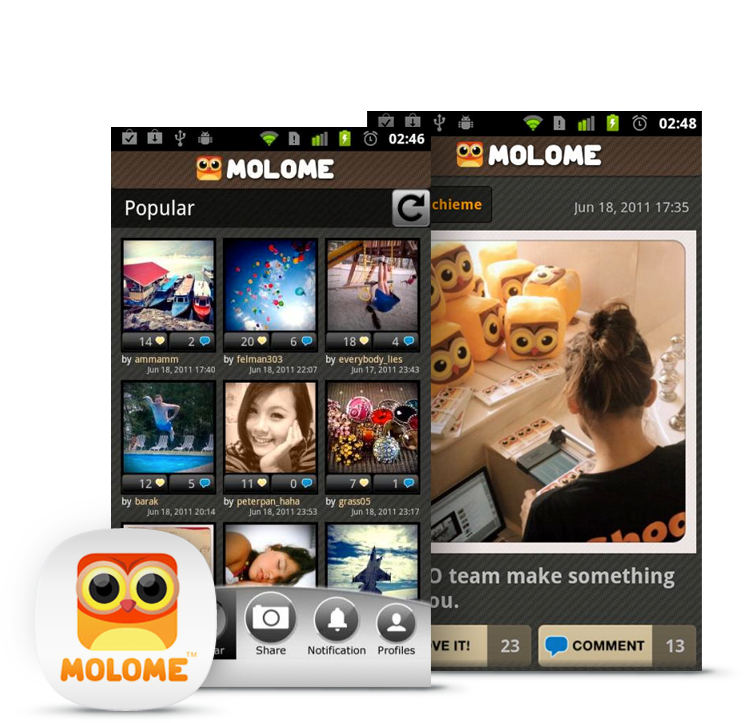 02:46
MOLOME
Popular
14 2
20 6
18 4
by ammamm
by felman303
by everybody_lies
Jun 18, 2011 17:40
Jun 18, 2011 22:07
Jun 17, 2011 23:43
12 5
11 0
7 1
by barak
by peterpan_haha
by grass05
Jun 18, 2011 20:14
Jun 18, 2011 23:53
Jun 18, 2011 23:17
ar
Share
Notification
Profiles
MOLOME™
02:48
MOLOME
chieme
Jun 18, 2011 17:35
O team make something
ou.
VE IT! 23
COMMENT 13